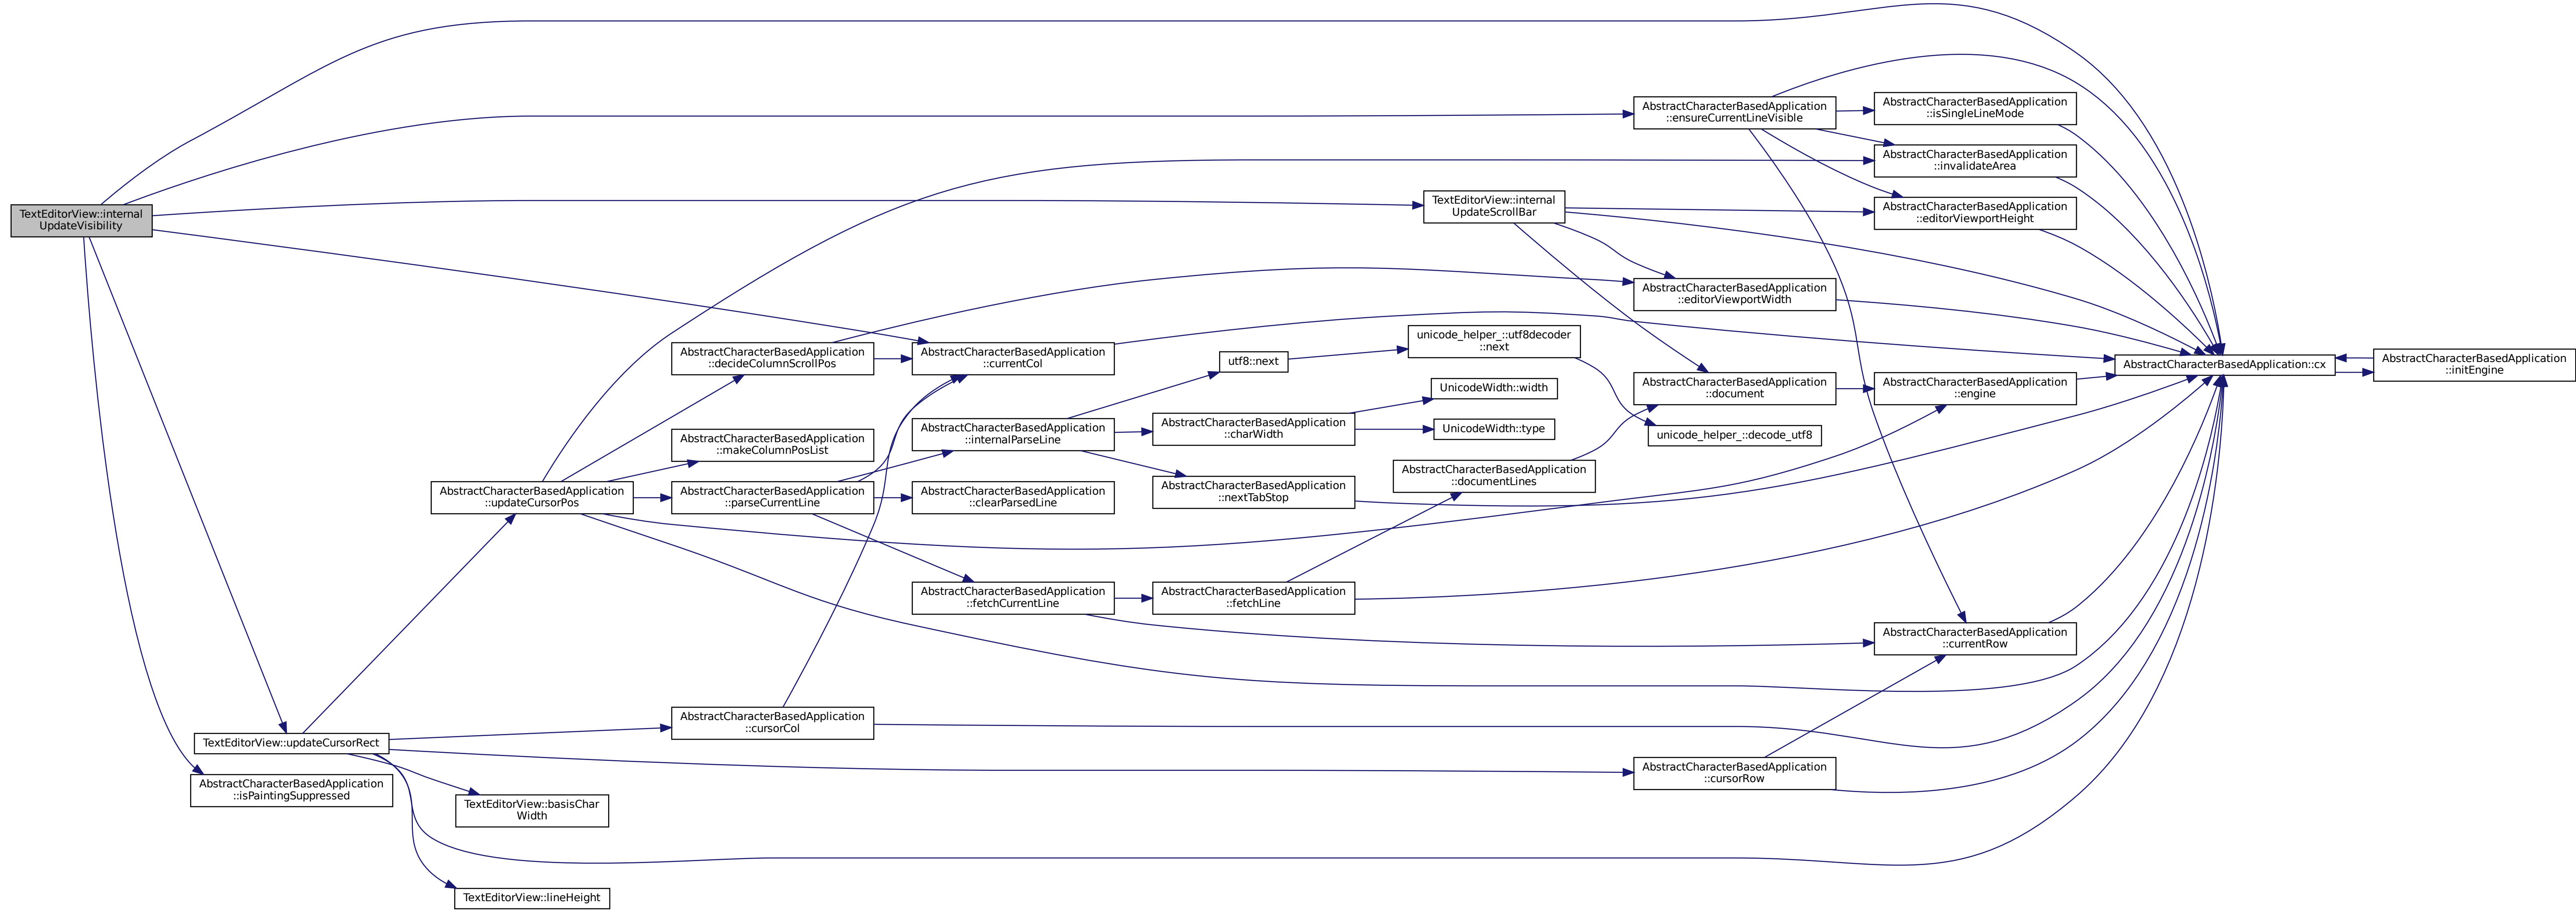 TextEditorView::internal
UpdateVisibility
AbstractCharacterBasedApplication
::isPaintingSuppressed
TextEditorView::updateCursorRect
AbstractCharacterBasedApplication
::updateCursorPos
TextEditorView::basisChar
Width
TextEditorView::lineHeight
AbstractCharacterBasedApplication
::decideColumnScrollPos
AbstractCharacterBasedApplication
::makeColumnPosList
AbstractCharacterBasedApplication
::parseCurrentLine
AbstractCharacterBasedApplication
::cursorCol
AbstractCharacterBasedApplication
::currentCol
AbstractCharacterBasedApplication
::internalParseLine
AbstractCharacterBasedApplication
::clearParsedLine
AbstractCharacterBasedApplication
::fetchCurrentLine
utf8::next
AbstractCharacterBasedApplication
::charWidth
AbstractCharacterBasedApplication
::nextTabStop
AbstractCharacterBasedApplication
::fetchLine
TextEditorView::internal
UpdateScrollBar
unicode_helper_::utf8decoder
::next
UnicodeWidth::width
UnicodeWidth::type
AbstractCharacterBasedApplication
::documentLines
AbstractCharacterBasedApplication
::ensureCurrentLineVisible
AbstractCharacterBasedApplication
::editorViewportWidth
AbstractCharacterBasedApplication
::document
unicode_helper_::decode_utf8
AbstractCharacterBasedApplication
::cursorRow
AbstractCharacterBasedApplication
::isSingleLineMode
AbstractCharacterBasedApplication
::invalidateArea
AbstractCharacterBasedApplication
::editorViewportHeight
AbstractCharacterBasedApplication
::engine
AbstractCharacterBasedApplication
::currentRow
AbstractCharacterBasedApplication::cx
AbstractCharacterBasedApplication
::initEngine